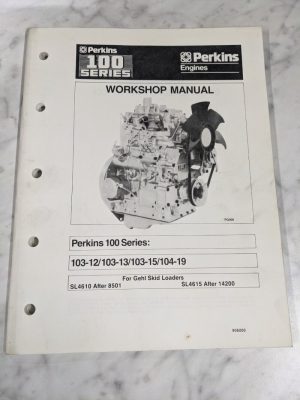 Perkins
100
SERIES
Perkins
Engines
WORKSHOP MANUAL
Perkins 100 Series:
103-12/103-13/103-15/104-19
For Gehl Skid Loaders
SL4610 After 8501 SL4615 After 14200